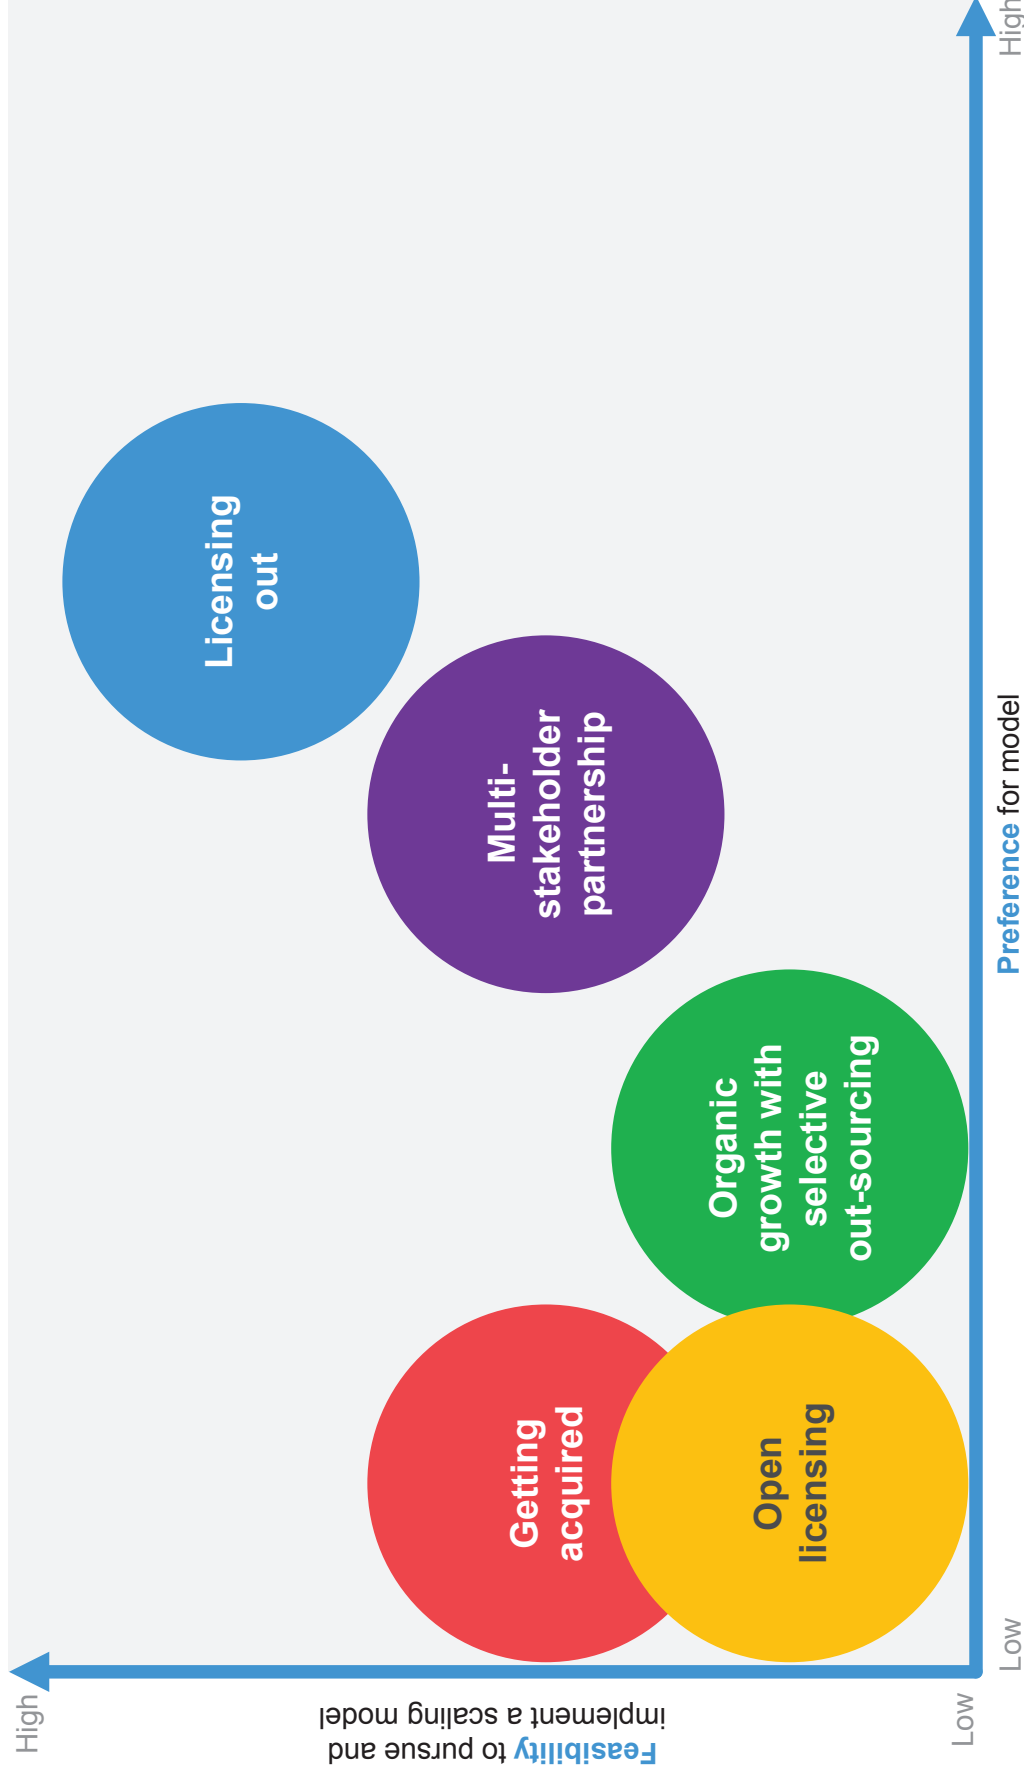 High
Feasibility to pursue and
implement a scaling model
Low
Licensing
out
Multi-
stakeholder
partnership
Getting
acquired
Organic
growth with
selective
out-sourcing
Open
licensing
Low
Preference for model
High